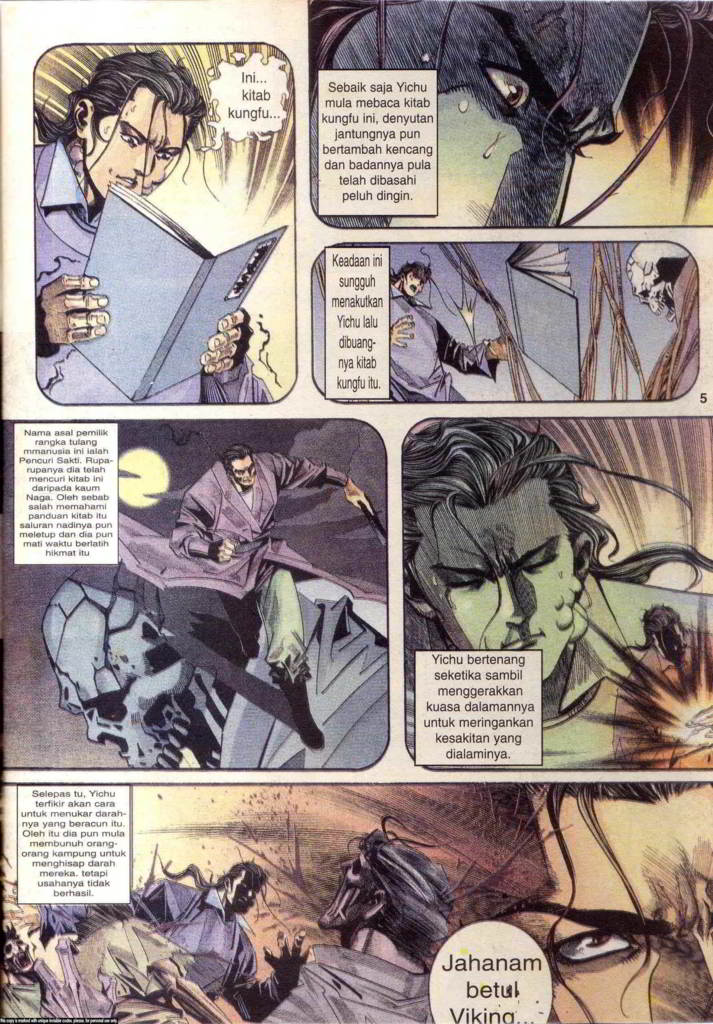 Ini...
kitab
kungfu...
Sebaik saja Yichu
mula mebaca kitab
kungfu ini, denyutan
jantungnya pun
bertambah kencang
dan badannya pula
telah dibasahi
peluh dingin.
Keadaan ini
sungguh
menakutkan
Yichu lalu
dibuang-
nya kitab
kungfu itu.
5
Nama asal pemilik
rangka tulang
mmanusia ini ialah
Pencuri Sakti. Rupa-
rupanya dia telah
mencuri kitab ini
daripada kaum
Naga. Oleh sebab
salah memahami
panduan kitab itu
saluran nadinya pun
meletup dan dia pun
mati waktu berlatih
hikmat itu
Yichu bertenang
seketika sambil
menggerakkan
kuasa dalamannya
untuk meringankan
kesakitan yang
dialaminya.
Selepas tu, Yichu
terfikir akan cara
untuk menukar darah-
nya yang beracun itu.
Oleh itu dia pun mula
membunuh orang-
orang kampung untuk
menghisap darah
mereka. tetapi
usahanya tidak
berhasil.
Jahanam
betul
Viking...